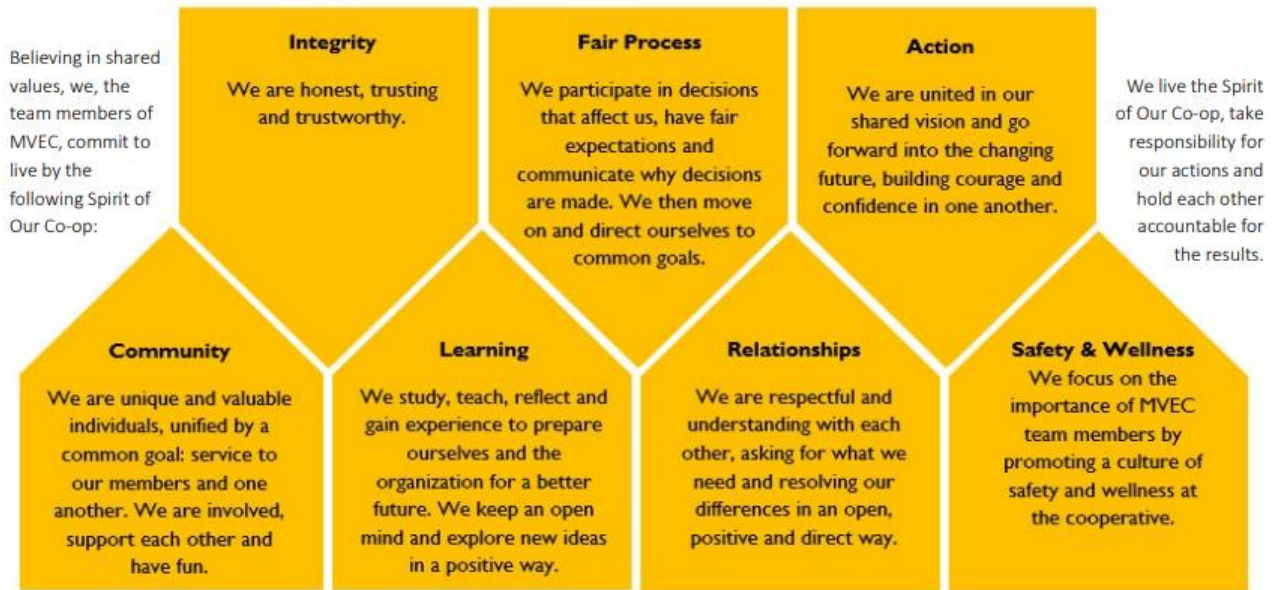 Believing in shared
values, we, the
team members of
MVEC, commit to
live by the
following Spirit of
Our Co-op:
Integrity
We are honest, trusting
and trustworthy.
Fair Process
We participate in decisions
that affect us, have fair
expectations and
communicate why decisions
are made. We then move
on and direct ourselves to
common goals.
Action
We are united in our
shared vision and go
forward into the changing
future, building courage and
confidence in one another.
We live the Spirit
of Our Co-op, take
responsibility for
our actions and
hold each other
accountable for
the results.
Community
We are unique and valuable
individuals, unified by a
common goal: service to
our members and one
another. We are involved,
support each other and
have fun.
Learning
We study, teach, reflect and
gain experience to prepare
ourselves and the
organization for a better
future. We keep an open
mind and explore new ideas
in a positive way.
Relationships
We are respectful and
understanding with each
other, asking for what we
need and resolving our
differences in an open,
positive and direct way.
Safety & Wellness
We focus on the
importance of MVEC
team members by
promoting a culture of
safety and wellness at
the cooperative.